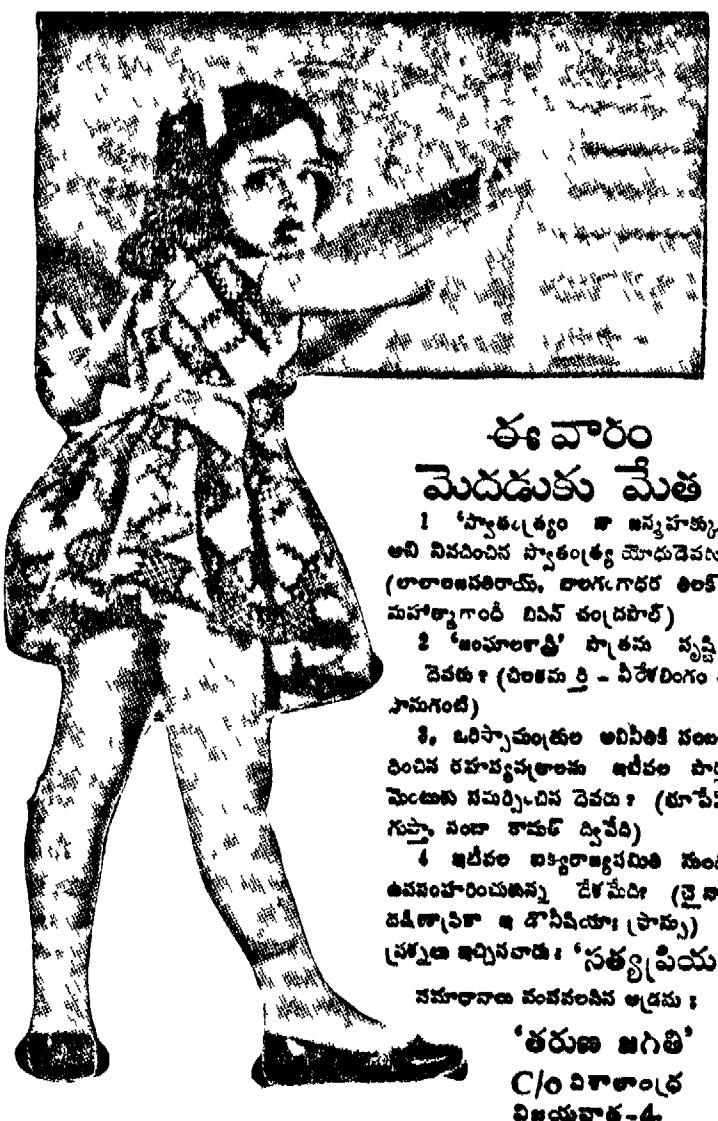 ఈ వారం
మెదడుకు మేత
1 'స్వాతంత్ర్యం నా జన్మహక్కు
అని నినదించిన స్వాతంత్ర్య యోధుడెవరు
(లాలాలజపతిరాయ్, బాలగంగాధర తిలక్
మహాత్మాగాంధీ బిపిన్ చంద్రపాల్)
2 'జంఘాలశాస్త్రి' పాత్రను సృష్టి
దెవరు ? (చిలకమర్తి - వీరేశలింగం -
పానుగంటి)
3, ఒరిస్సామంత్రుల అవినీతికి సంబ
ధించిన రహస్యపత్రాలను ఇటీవల పార్ల
మెంటుకు సమర్పించిన దెవరు ? (భూపేష్
గుప్తా, నంబా కామత్ ద్వివేది)
4 ఇటీవల ఐక్యరాజ్యసమితి నుండి
ఉపసంహరించుకున్న దేశమేది? (చైనా
దక్షిణాఫ్రికా ఇండొనీషియా? ఫ్రాన్సు)
ప్రశ్నలు ఇచ్చినవారు : 'సత్యప్రియ
సమాధానాలు పంపవలసిన అడ్రసు :
'తరుణ జగతి'
C/o విశాలాంధ్ర
విజయవాడ-4.